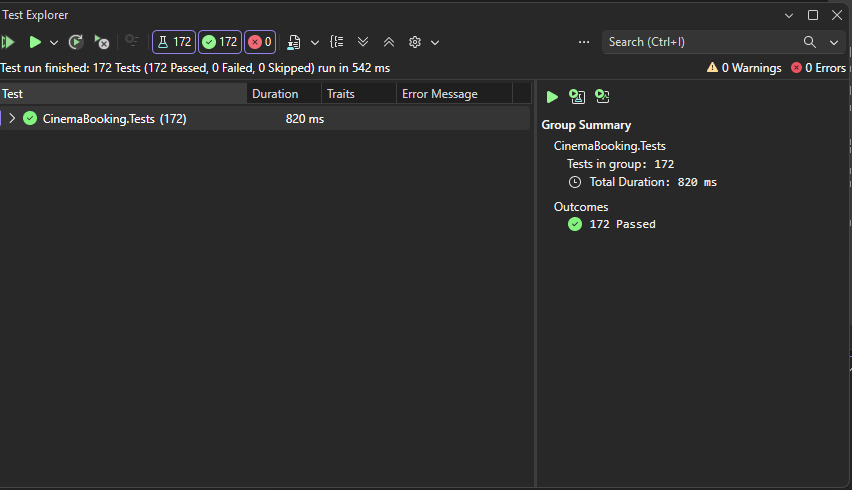 Test Explorer
172 172 0
Search (Ctrl+I)
Test run finished: 172 Tests (172 Passed, 0 Failed, 0 Skipped) run in 542 ms
0 Warnings 0 Errors
Test Duration Traits Error Message
CinemaBooking.Tests (172) 820 ms
Group Summary
CinemaBooking.Tests
Tests in group: 172
Total Duration: 820 ms
Outcomes
172 Passed